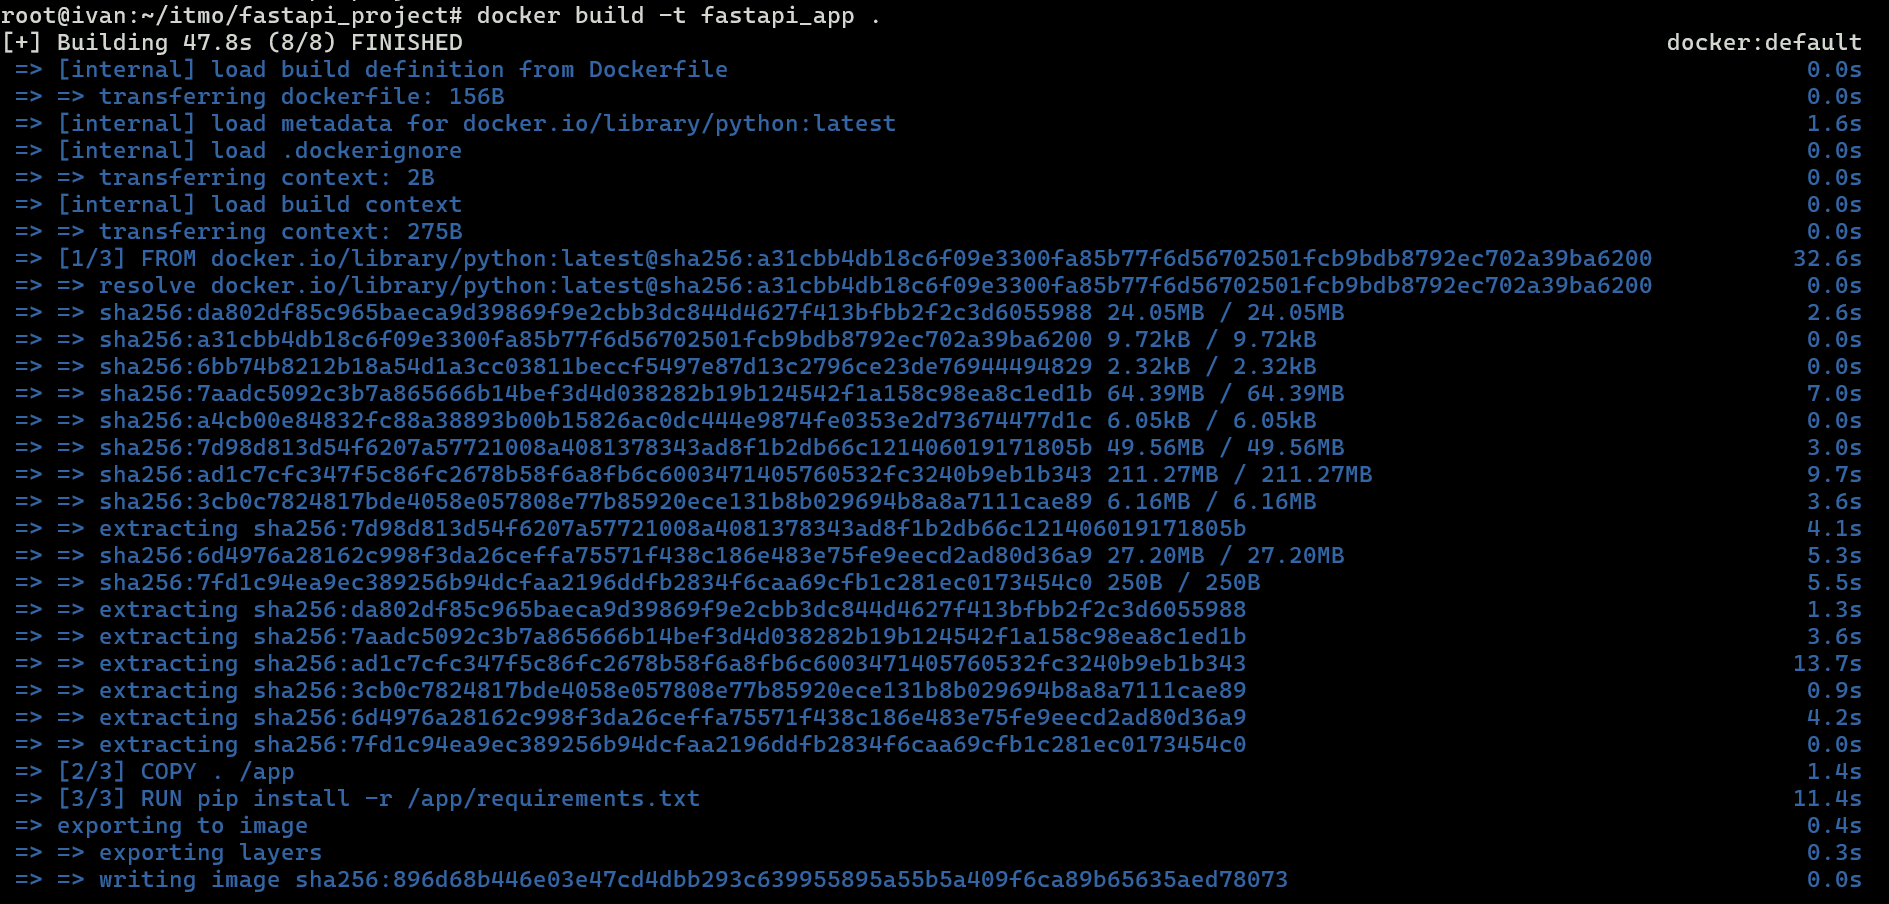 root@ivan:~/itmo/fastapi_project# docker build -t fastapi_app .
[+] Building 47.8s (8/8) FINISHED docker:default
=> [internal] load build definition from Dockerfile 0.0s
=> => transferring dockerfile: 156B 0.0s
=> [internal] load metadata for docker.io/library/python:latest 1.6s
=> [internal] load .dockerignore 0.0s
=> => transferring context: 2B 0.0s
=> [internal] load build context 0.0s
=> => transferring context: 275B 0.0s
=> [1/3] FROM docker.io/library/python:latest@sha256:a31cbb4db18c6f09e3300fa85b77f6d56702501fcb9bdb8792ec702a39ba6200 32.6s
=> => resolve docker.io/library/python:latest@sha256:a31cbb4db18c6f09e3300fa85b77f6d56702501fcb9bdb8792ec702a39ba6200 0.0s
=> => sha256:da802df85c965baeca9d39869f9e2cbb3dc844d4627f413bfbb2f2c3d6055988 24.05MB / 24.05MB 2.6s
=> => sha256:a31cbb4db18c6f09e3300fa85b77f6d56702501fcb9bdb8792ec702a39ba6200 9.72kB / 9.72kB 0.0s
=> => sha256:6bb74b8212b18a54d1a3cc03811beccf5497e87d13c2796ce23de76944494829 2.32kB / 2.32kB 0.0s
=> => sha256:7aadc5092c3b7a865666b14bef3d4d038282b19b124542f1a158c98ea8c1ed1b 64.39MB / 64.39MB 7.0s
=> => sha256:a4cb00e84832fc88a38893b00b15826ac0dc444e9874fe0353e2d73674477d1c 6.05kB / 6.05kB 0.0s
=> => sha256:7d98d813d54f6207a57721008a4081378343ad8f1b2db66c121406019171805b 49.56MB / 49.56MB 3.0s
=> => sha256:ad1c7cfc347f5c86fc2678b58f6a8fb6c6003471405760532fc3240b9eb1b343 211.27MB / 211.27MB 9.7s
=> => sha256:3cb0c7824817bde4058e057808e77b85920ece131b8b029694b8a8a7111cae89 6.16MB / 6.16MB 3.6s
=> => extracting sha256:7d98d813d54f6207a57721008a4081378343ad8f1b2db66c121406019171805b 4.1s
=> => sha256:6d4976a28162c998f3da26ceffa75571f438c186e483e75fe9eecd2ad80d36a9 27.20MB / 27.20MB 5.3s
=> => sha256:7fd1c94ea9ec389256b94dcfaa2196ddfb2834f6caa69cfb1c281ec0173454c0 250B / 250B 5.5s
=> => extracting sha256:da802df85c965baeca9d39869f9e2cbb3dc844d4627f413bfbb2f2c3d6055988 1.3s
=> => extracting sha256:7aadc5092c3b7a865666b14bef3d4d038282b19b124542f1a158c98ea8c1ed1b 3.6s
=> => extracting sha256:ad1c7cfc347f5c86fc2678b58f6a8fb6c6003471405760532fc3240b9eb1b343 13.7s
=> => extracting sha256:3cb0c7824817bde4058e057808e77b85920ece131b8b029694b8a8a7111cae89 0.9s
=> => extracting sha256:6d4976a28162c998f3da26ceffa75571f438c186e483e75fe9eecd2ad80d36a9 4.2s
=> => extracting sha256:7fd1c94ea9ec389256b94dcfaa2196ddfb2834f6caa69cfb1c281ec0173454c0 0.0s
=> [2/3] COPY . /app 1.4s
=> [3/3] RUN pip install -r /app/requirements.txt 11.4s
=> exporting to image 0.4s
=> => exporting layers 0.3s
=> => writing image sha256:896d68b446e03e47cd4dbb293c639955895a55b5a409f6ca89b65635aed78073 0.0s